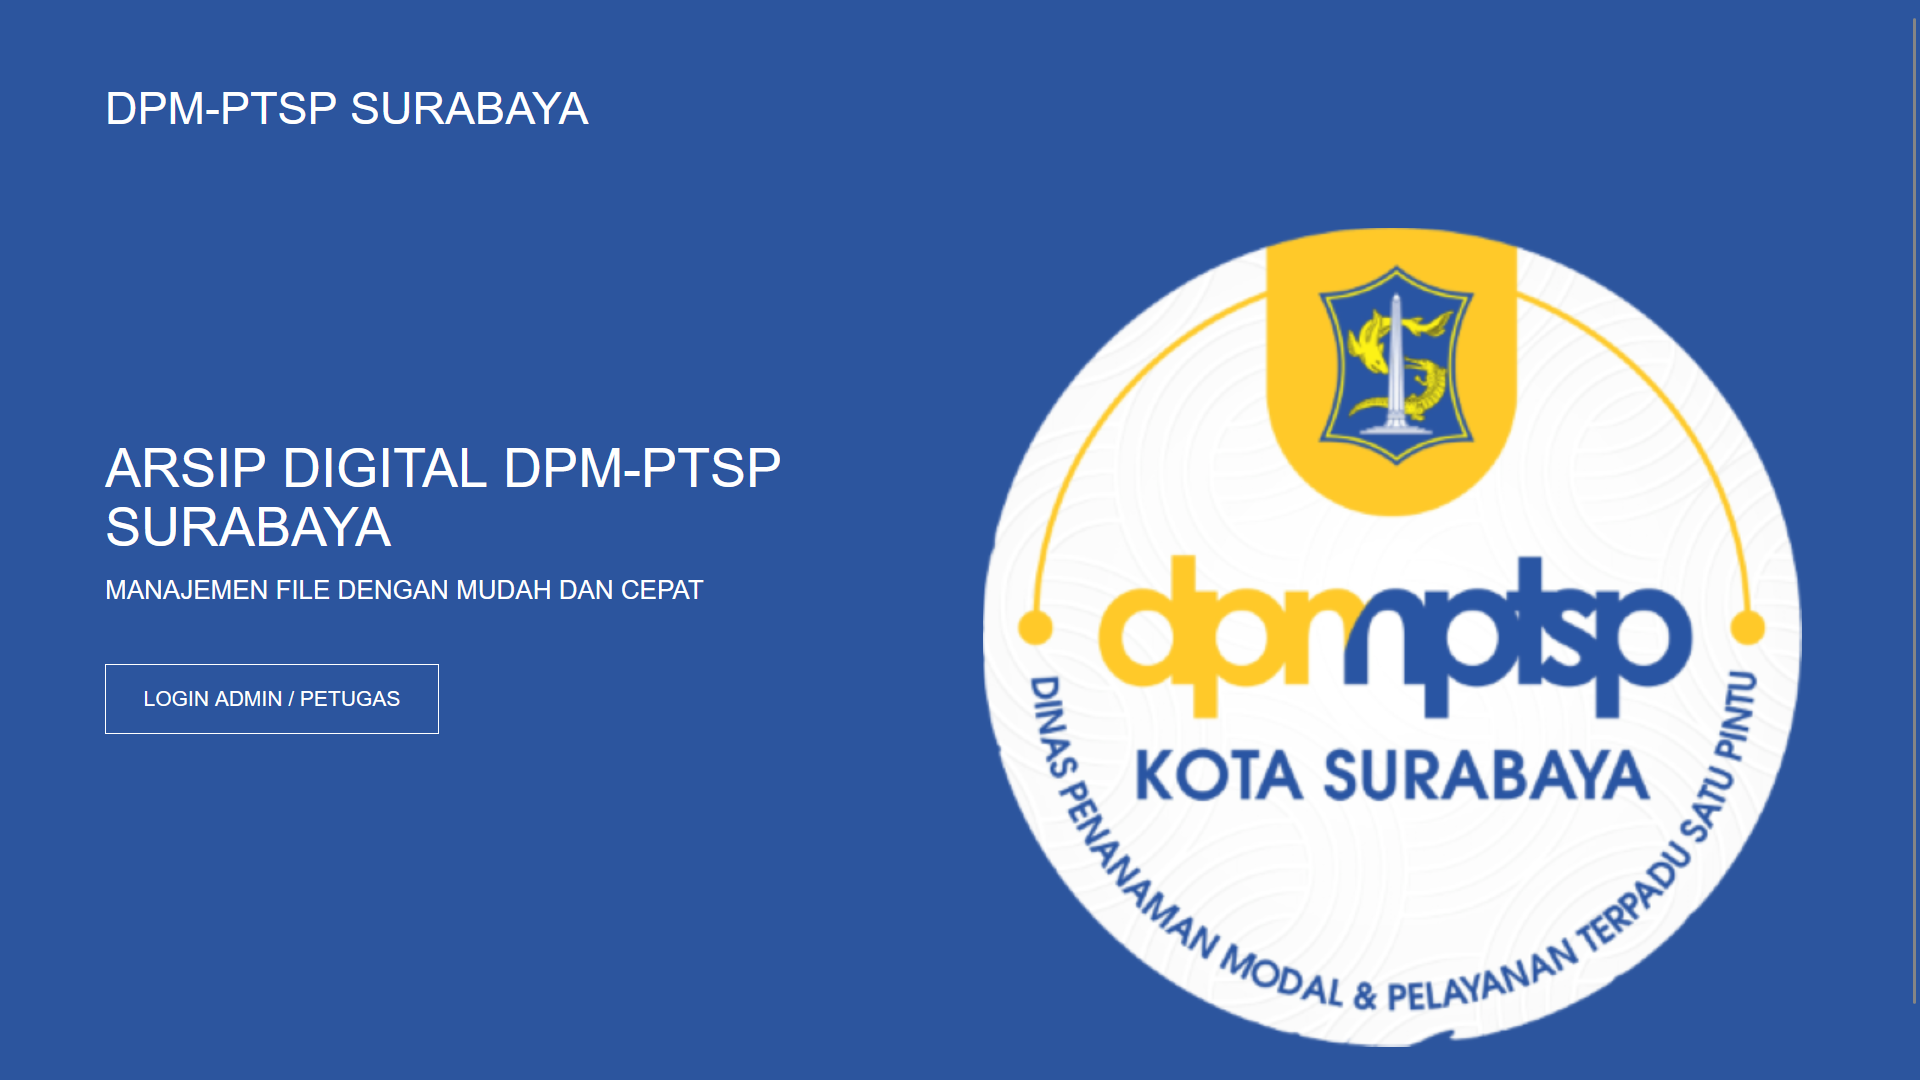 DPM-PTSP SURABAYA
ARSIP DIGITAL DPM-PTSP
SURABAYA
MANAJEMEN FILE DENGAN MUDAH DAN CEPAT
LOGIN ADMIN / PETUGAS
dpmptsp
KOTA SURABAYA
DINAS PENANAMAN MODAL & PELAYANAN TERPADU SATU PINTU